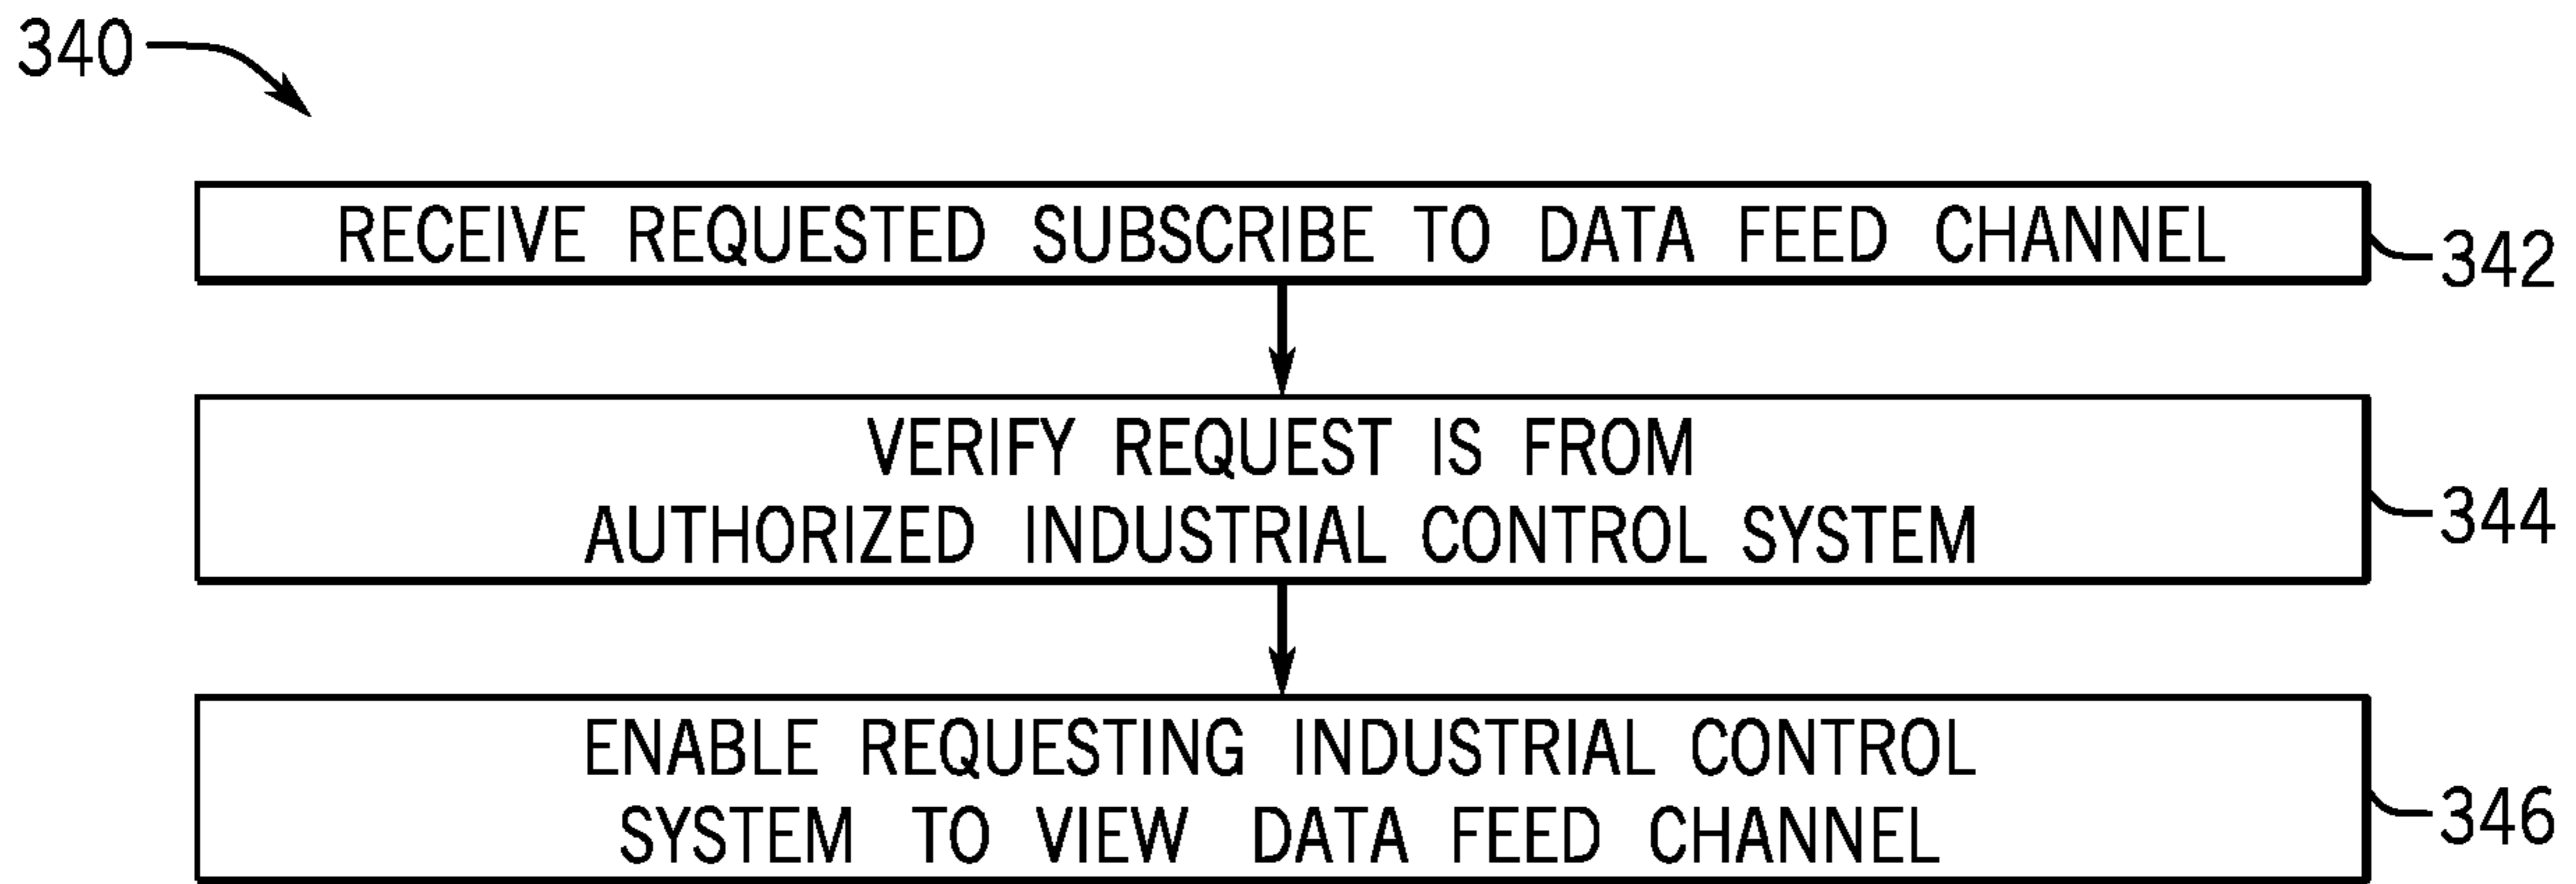 340
RECEIVE REQUESTED SUBSCRIBE TO DATA FEED CHANNEL
342
VERIFY REQUEST IS FROM
AUTHORIZED INDUSTRIAL CONTROL SYSTEM
344
ENABLE REQUESTING INDUSTRIAL CONTROL
SYSTEM TO VIEW DATA FEED CHANNEL
346